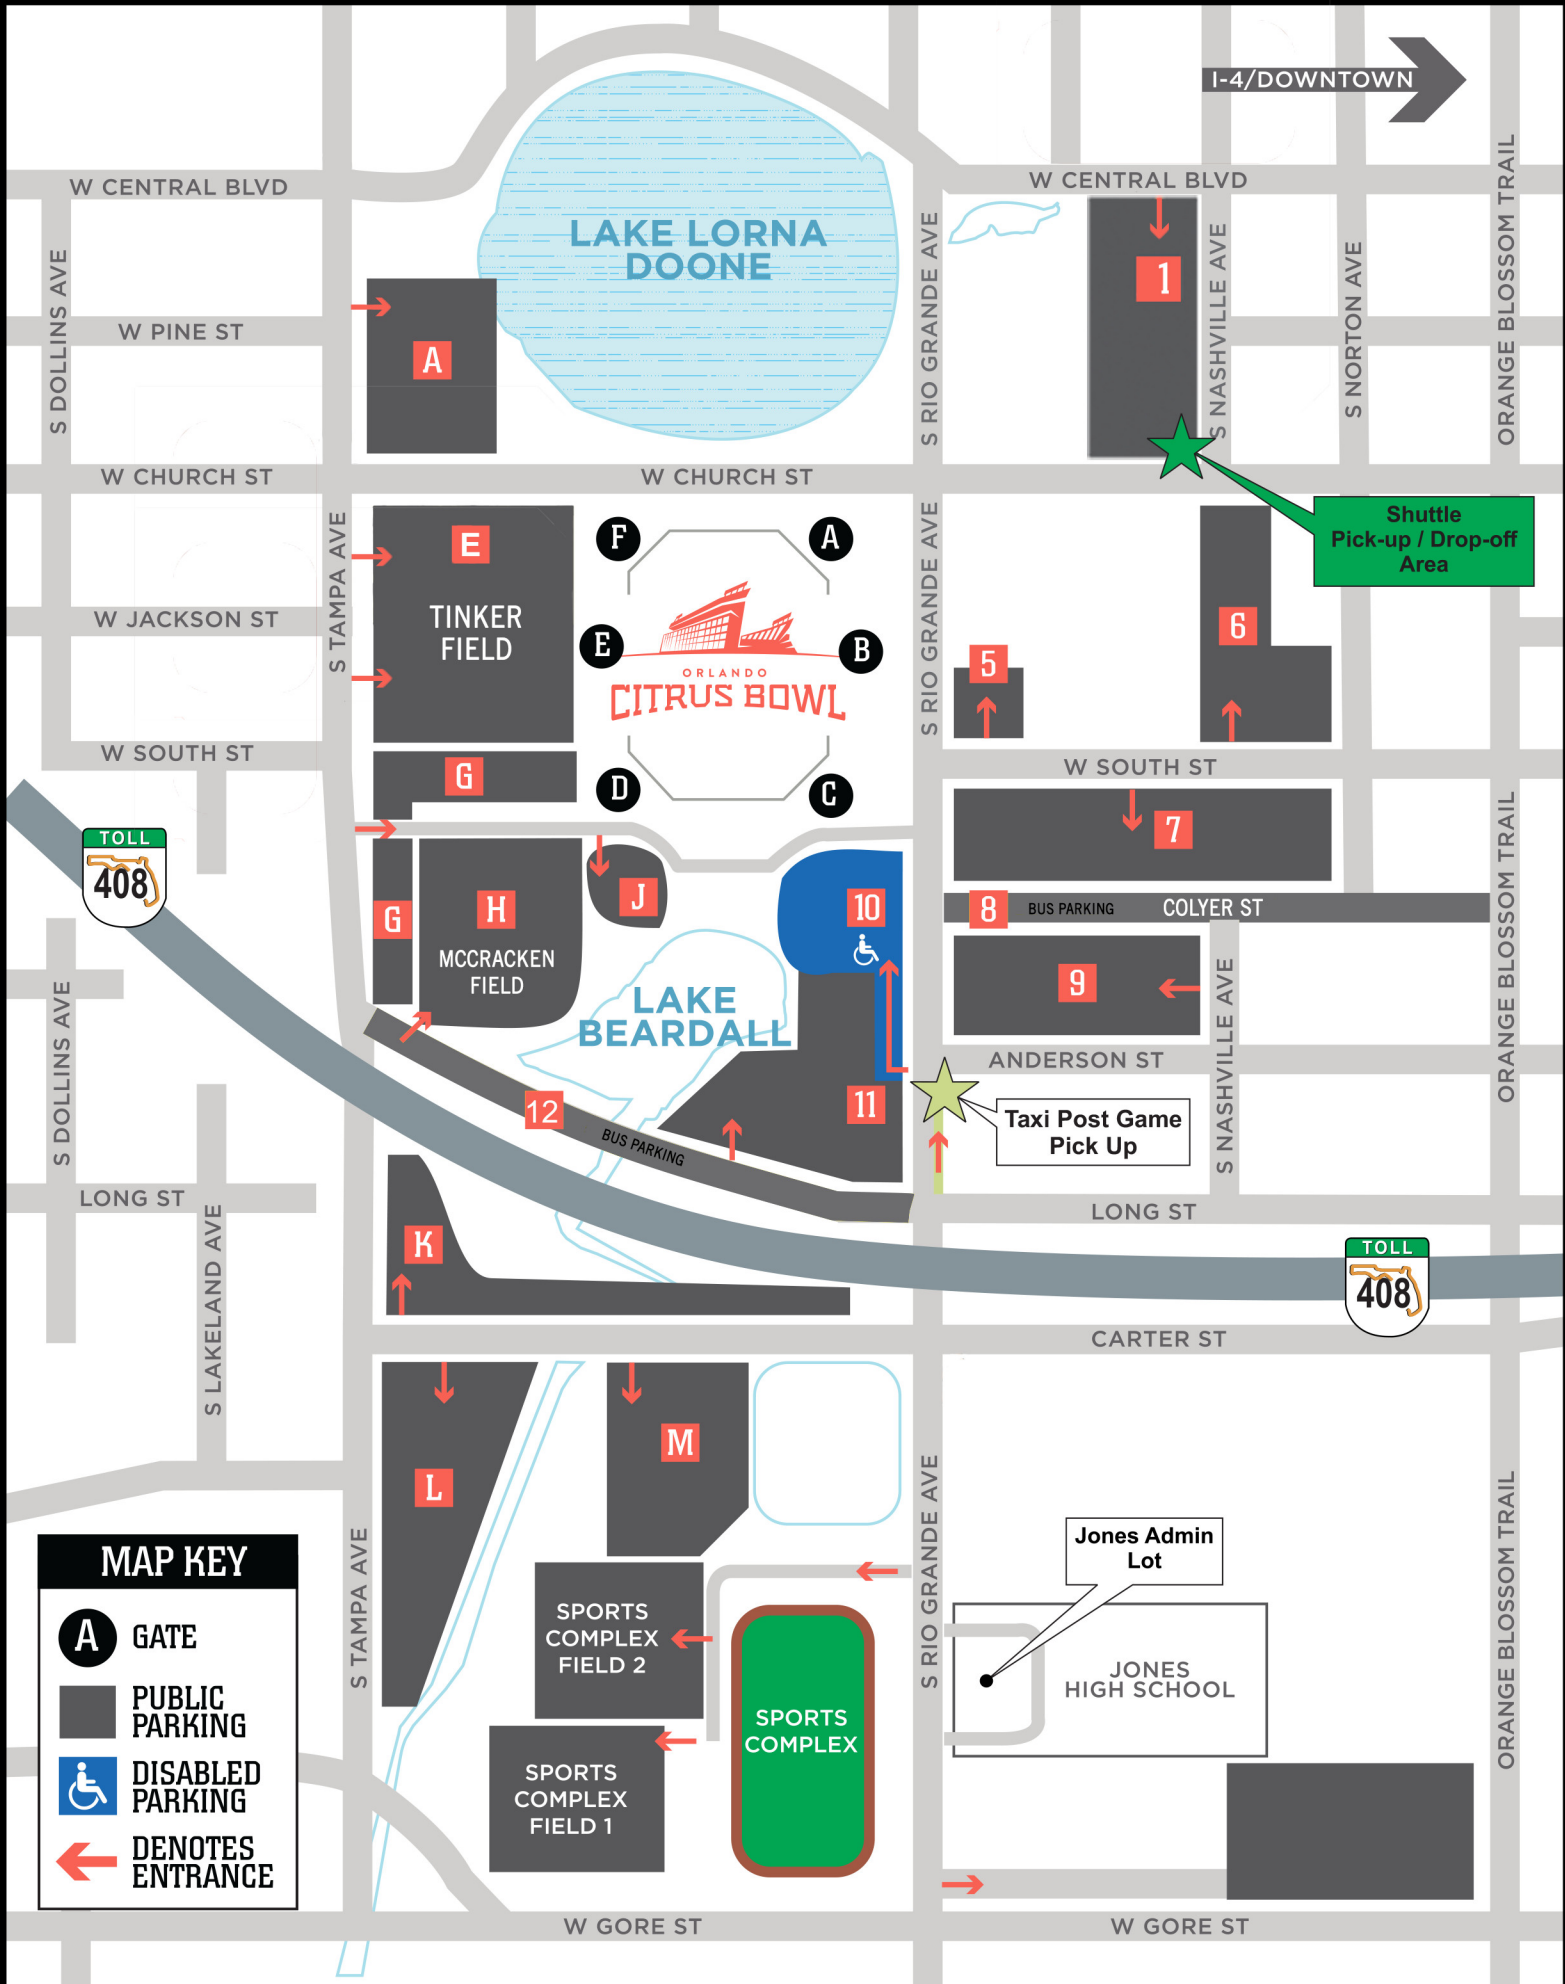 I-4/DOWNTOWN
W CENTRAL BLVD
W CENTRAL BLVD
ORANGE BLOSSOM TRAIL
S DOLLINS AVE
LAKE LORNA
DOONE
S RIO GRANDE AVE
1
S NASHVILLE AVE
S NORTON AVE
W PINE ST
A
W CHURCH ST
W CHURCH ST
Shuttle
Pick-up / Drop-off
Area
S TAMPA AVE
E
TINKER
FIELD
F
A
E
B
D
C
ORLANDO
CITRUS BOWL
S RIO GRANDE AVE
5
6
W JACKSON ST
W SOUTH ST
W SOUTH ST
G
7
TOLL
408
G
H
MCCRACKEN
FIELD
J
10
8
BUS PARKING
COLYER ST
ORANGE BLOSSOM TRAIL
9
LAKE
BEARDALL
S DOLLINS AVE
S NASHVILLE AVE
ANDERSON ST
11
12
BUS PARKING
Taxi Post Game
Pick Up
LONG ST
LONG ST
S LAKELAND AVE
K
TOLL
408
CARTER ST
L
M
S TAMPA AVE
S RIO GRANDE AVE
ORANGE BLOSSOM TRAIL
Jones Admin
Lot
JONES
HIGH SCHOOL
SPORTS
COMPLEX
FIELD 2
SPORTS
COMPLEX
SPORTS
COMPLEX
FIELD 1
MAP KEY
A
GATE
PUBLIC
PARKING
DISABLED
PARKING
DENOTES
ENTRANCE
W GORE ST
W GORE ST